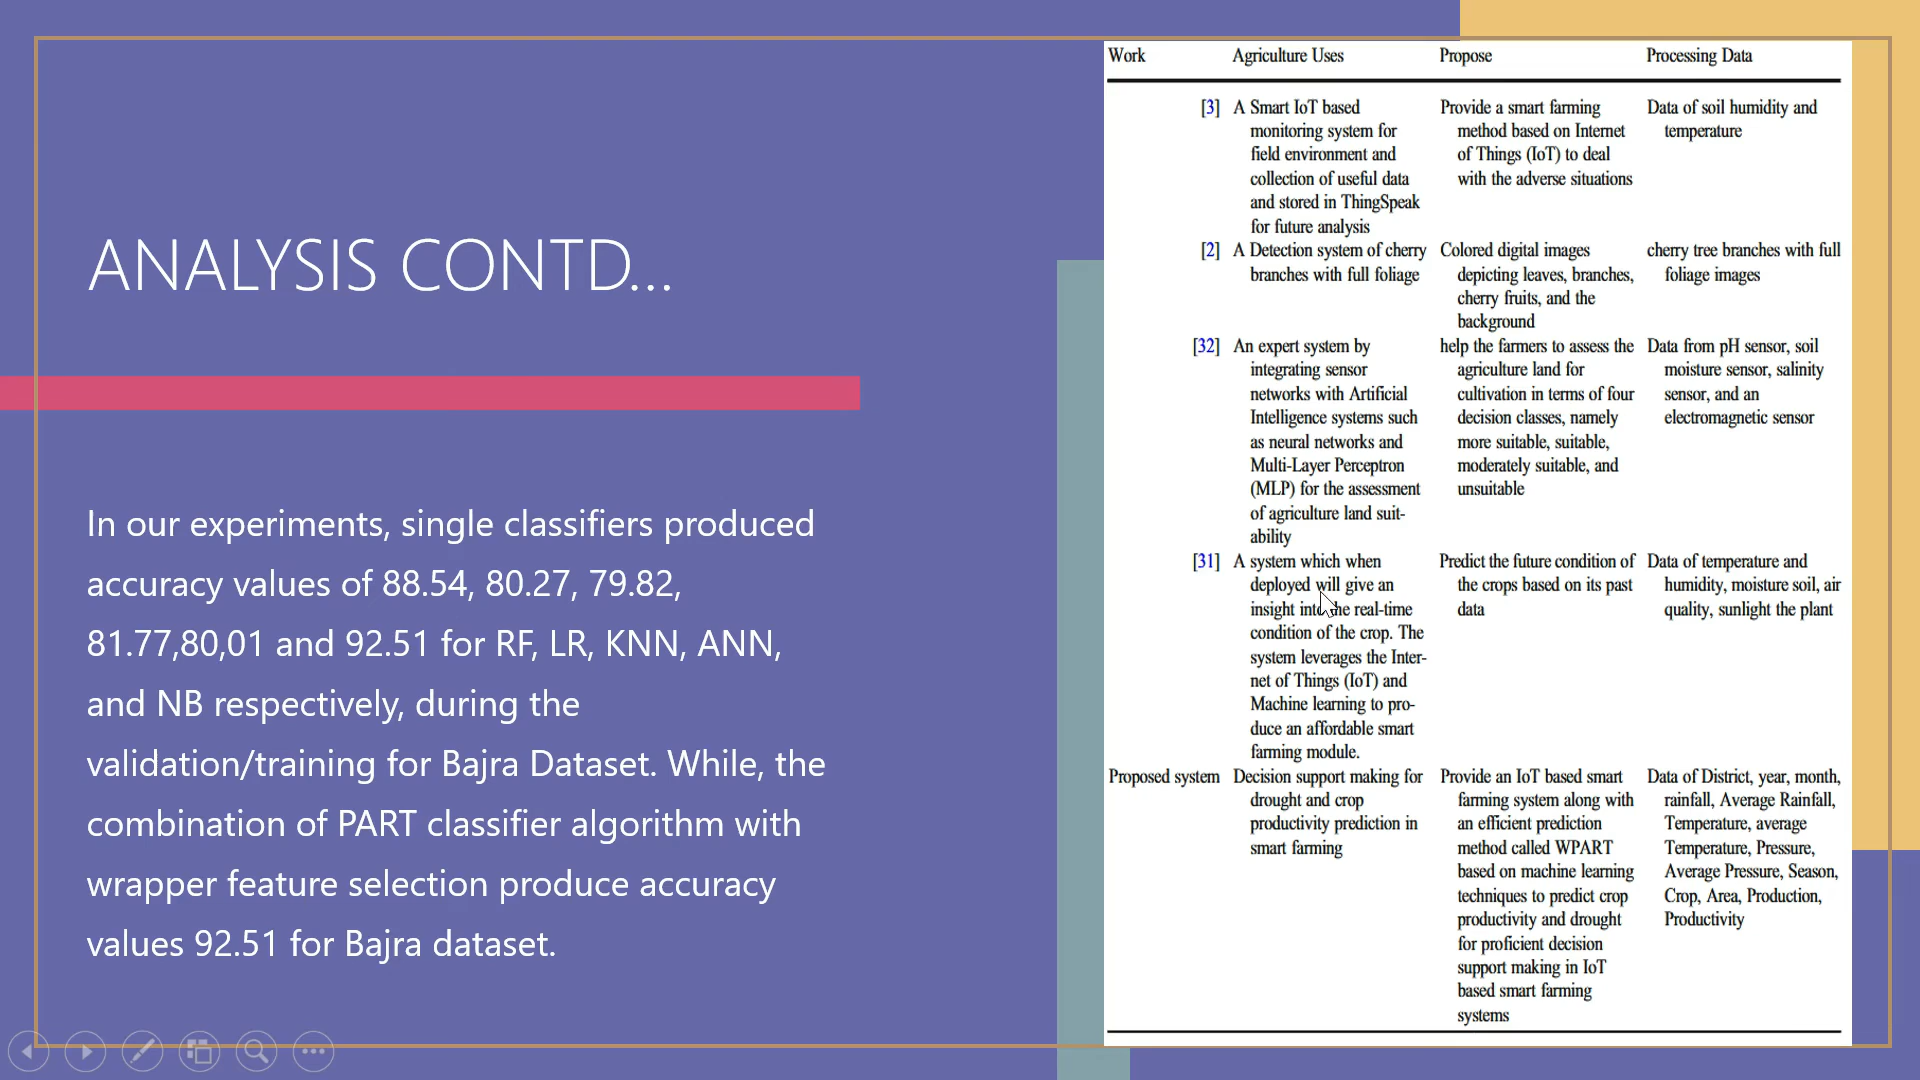 ANALYSIS CONTD...
In our experiments, single classifiers produced
accuracy values of 88.54, 80.27, 79.82,
81.77,80,01 and 92.51 for RF, LR, KNN, ANN,
and NB respectively, during the
validation/training for Bajra Dataset. While, the
combination of PART classifier algorithm with
wrapper feature selection produce accuracy
values 92.51 for Bajra dataset.
Work Agriculture Uses Propose Processing Data
[3] A Smart IoT based Provide a smart farming Data of soil humidity and
monitoring system for method based on Internet temperature
field environment and of Things (IoT) to deal
collection of useful data with the adverse situations
and stored in ThingSpeak
for future analysis
[2] A Detection system of cherry Colored digital images cherry tree branches with full
branches with full foliage depicting leaves, branches, foliage images
cherry fruits, and the
background
[32] An expert system by help the farmers to assess the Data from pH sensor, soil
integrating sensor agriculture land for moisture sensor, salinity
networks with Artificial cultivation in terms of four sensor, and an
Intelligence systems such decision classes, namely electromagnetic sensor
as neural networks and more suitable, suitable,
Multi-Layer Perceptron moderately suitable, and
(MLP) for the assessment unsuitable
of agriculture land suit-
ability
[31] A system which when Predict the future condition of Data of temperature and
deployed will give an the crops based on its past humidity, moisture soil, air
insight into the real-time data quality, sunlight the plant
condition of the crop. The
system leverages the Inter-
net of Things (IoT) and
Machine learning to pro-
duce an affordable smart
farming module.
Proposed system Decision support making for Provide an IoT based smart Data of District, year, month,
drought and crop farming system along with rainfall, Average Rainfall,
productivity prediction in an efficient prediction Temperature, average
smart farming method called WPART Temperature, Pressure,
based on machine learning Average Pressure, Season,
techniques to predict crop Crop, Area, Production,
productivity and drought Productivity
for proficient decision
support making in IoT
based smart farming
systems